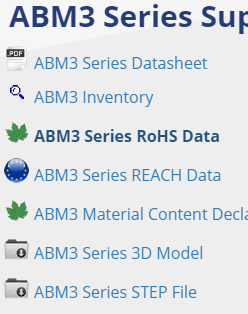 ABM3 Series Sup
PDF
ABM3 Series Datasheet
ABM3 Inventory
ABM3 Series RoHS Data
ABM3 Series REACH Data
ABM3 Material Content Decla
ABM3 Series 3D Model
ABM3 Series STEP File